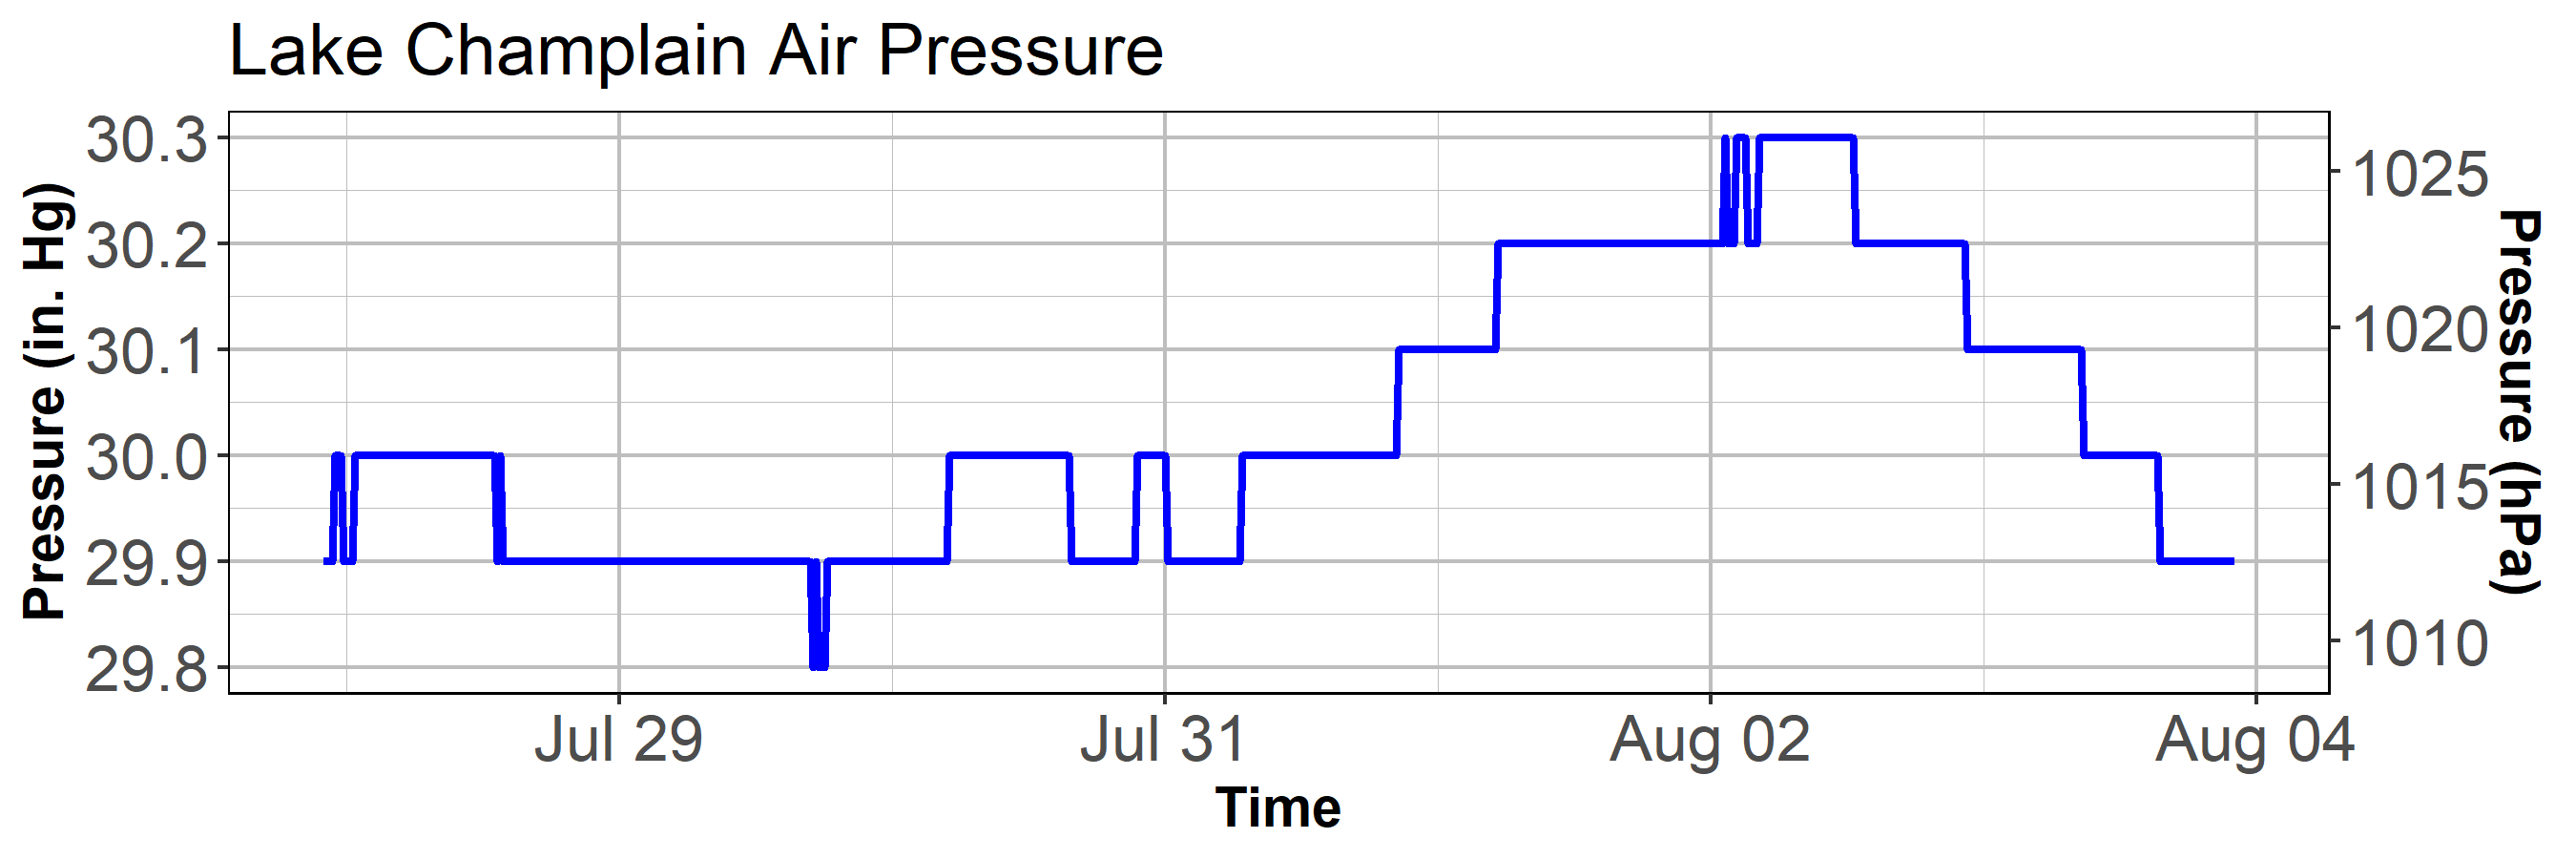 Lake Champlain Air Pressure
Pressure (in. Hg)
30.3
30.2
30.1
30.0
29.9
29.8
1025
1020
1015
1010
Pressure (hPa)
Jul 29
Jul 31
Aug 02
Aug 04
Time